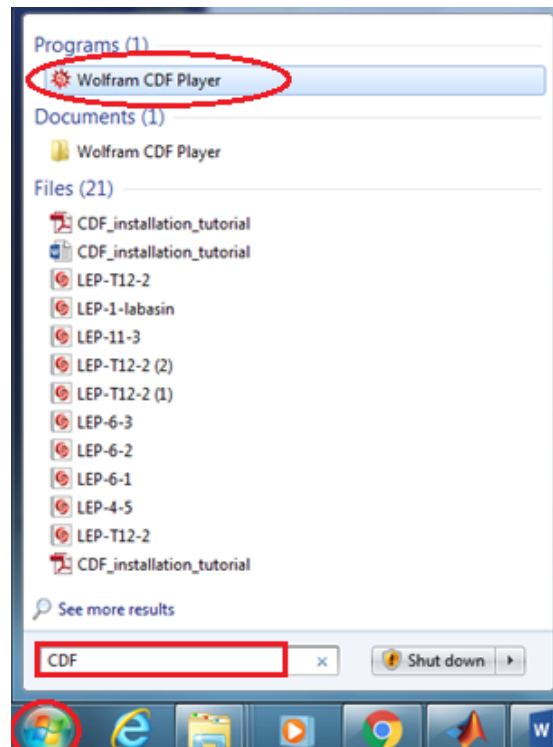 Programs (1)
Wolfram CDF Player
Documents (1)
Wolfram CDF Player
Files (21)
CDF_installation_tutorial
CDF_installation_tutorial
LEP-T12-2
LEP-1-labasin
LEP-11-3
LEP-T12-2 (2)
LEP-T12-2 (1)
LEP-6-3
LEP-6-2
LEP-6-1
LEP-4-5
LEP-T12-2
CDF_installation_tutorial
See more results
CDF × Shut down
W